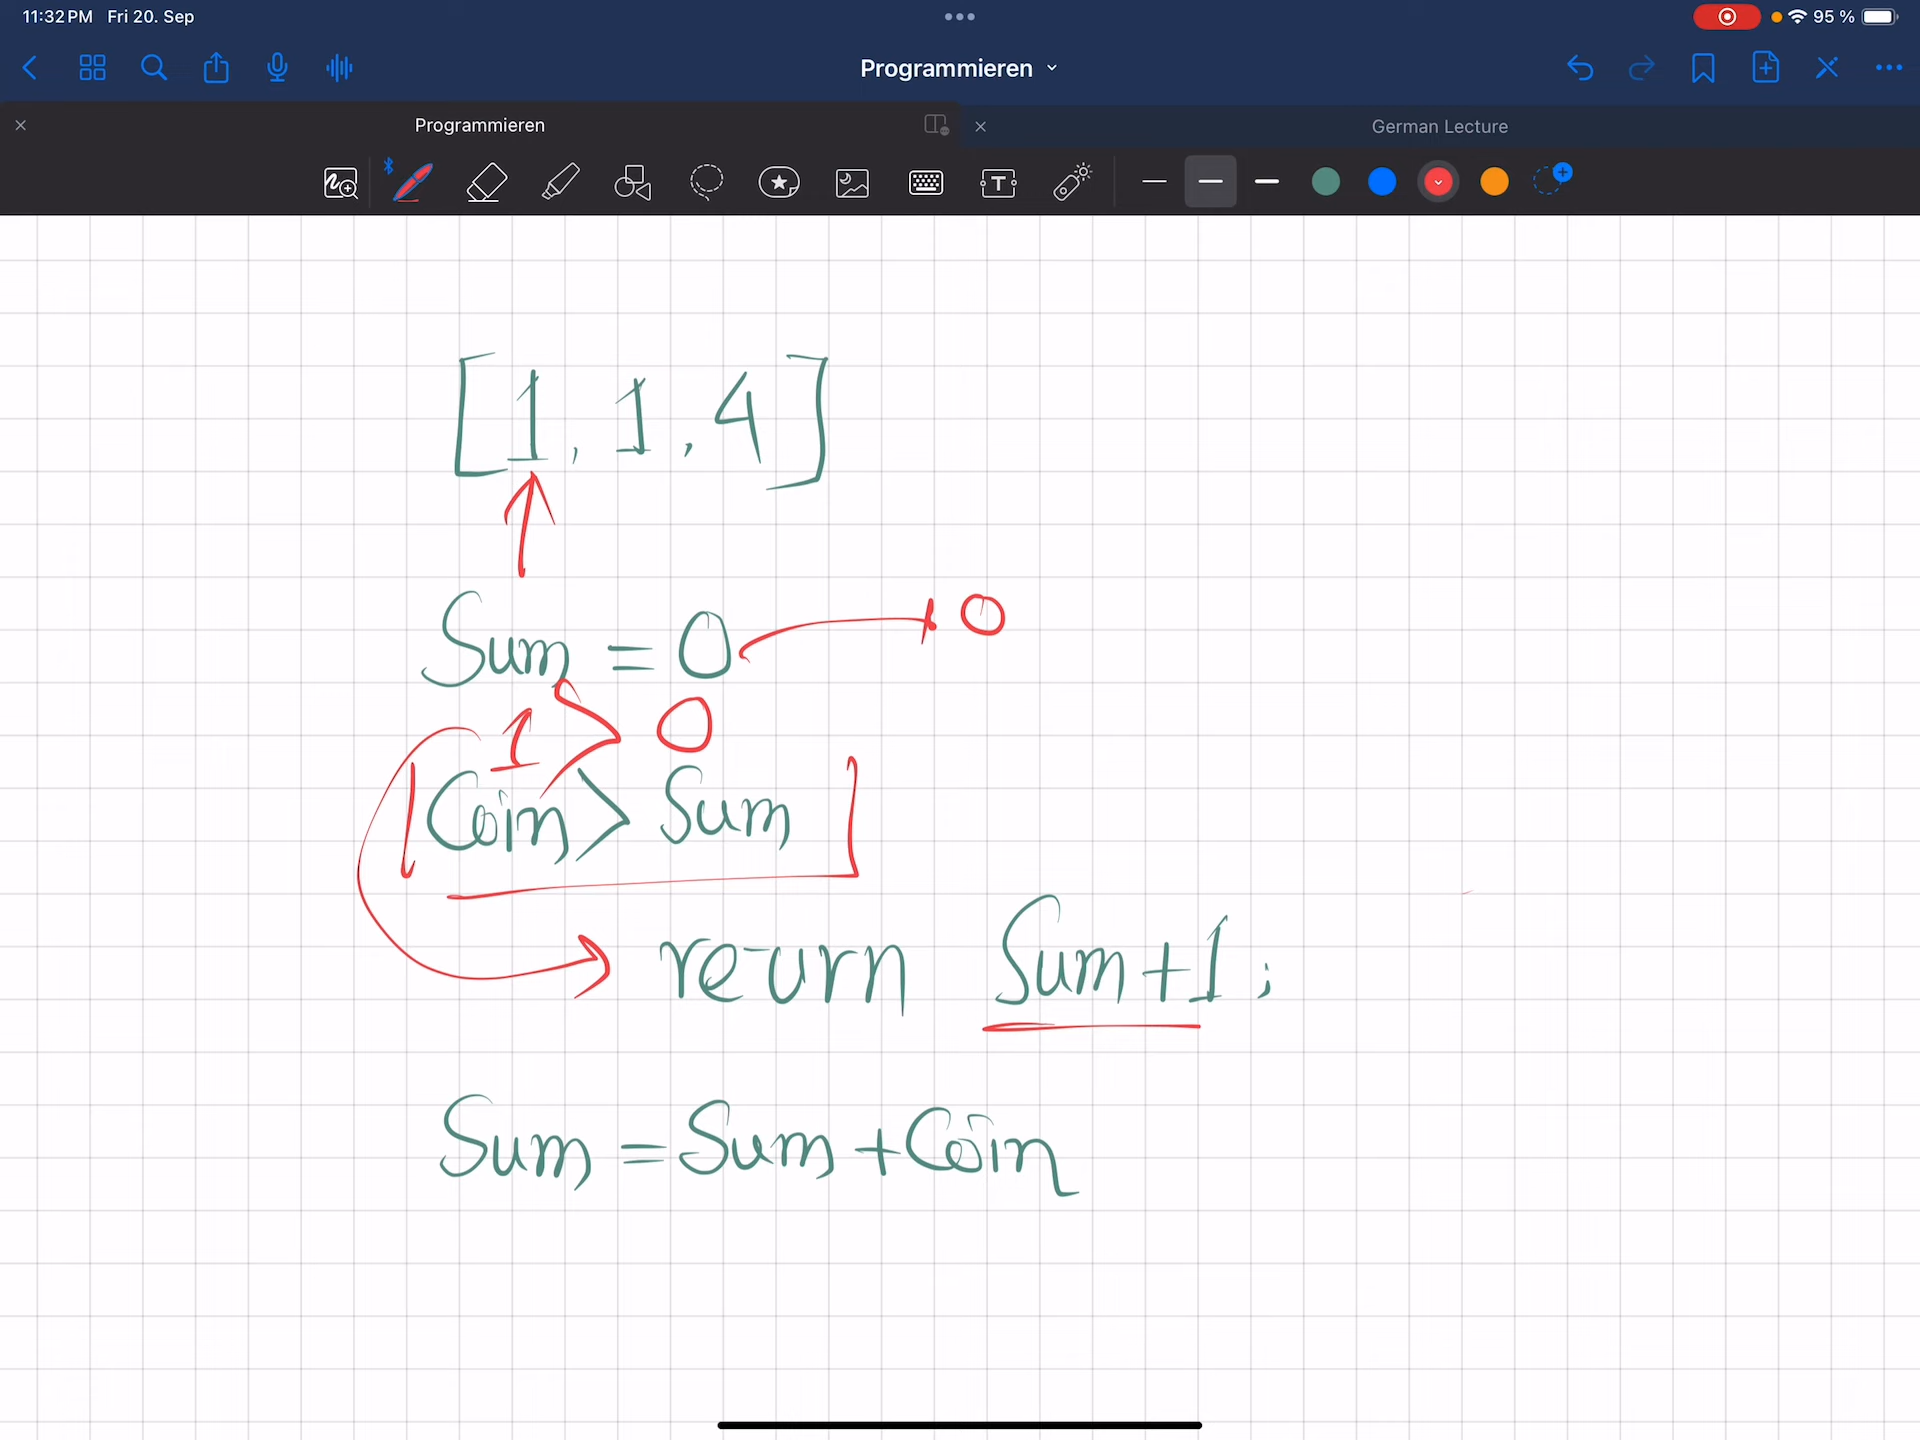 11:32 PM Fri 20. Sep
95 %
Programmieren
Programmieren
German Lecture
T
[1, 1, 4]
Sum = 0 0
1 0
Coin > Sum
return Sum+1;
Sum = Sum + Coin